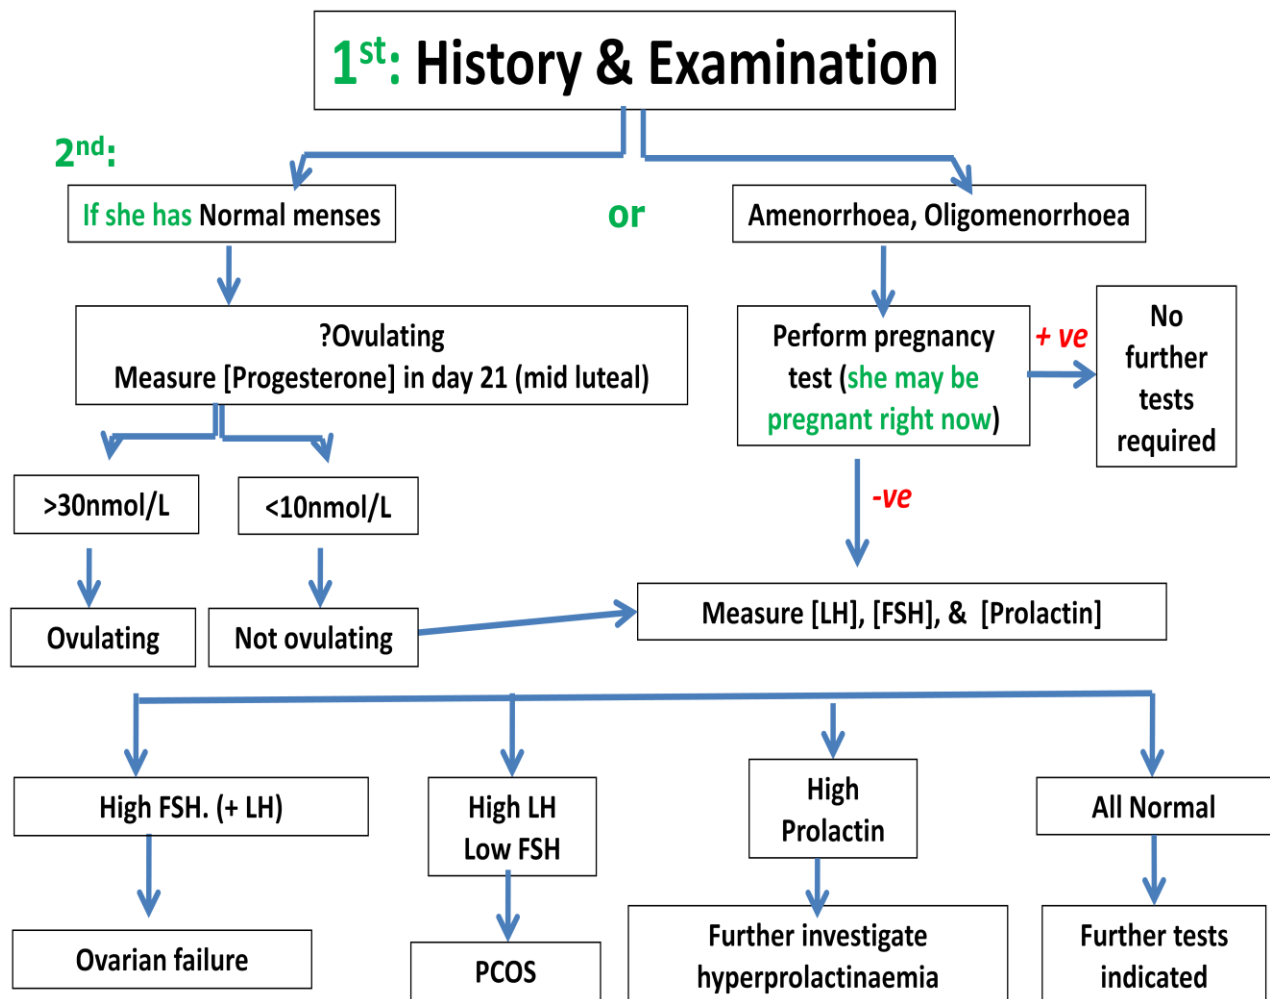 1st: History & Examination
2nd:
If she has Normal menses
or
Amenorrhoea, Oligomenorrhoea
?Ovulating
Measure [Progesterone] in day 21 (mid luteal)
Perform pregnancy
test (she may be
pregnant right now)
+ ve
No
further
tests
required
>30nmol/L
<10nmol/L
-ve
Ovulating
Not ovulating
Measure [LH], [FSH], & [Prolactin]
High FSH. (+ LH)
High LH
Low FSH
High
Prolactin
All Normal
Ovarian failure
PCOS
Further investigate
hyperprolactinaemia
Further tests
indicated